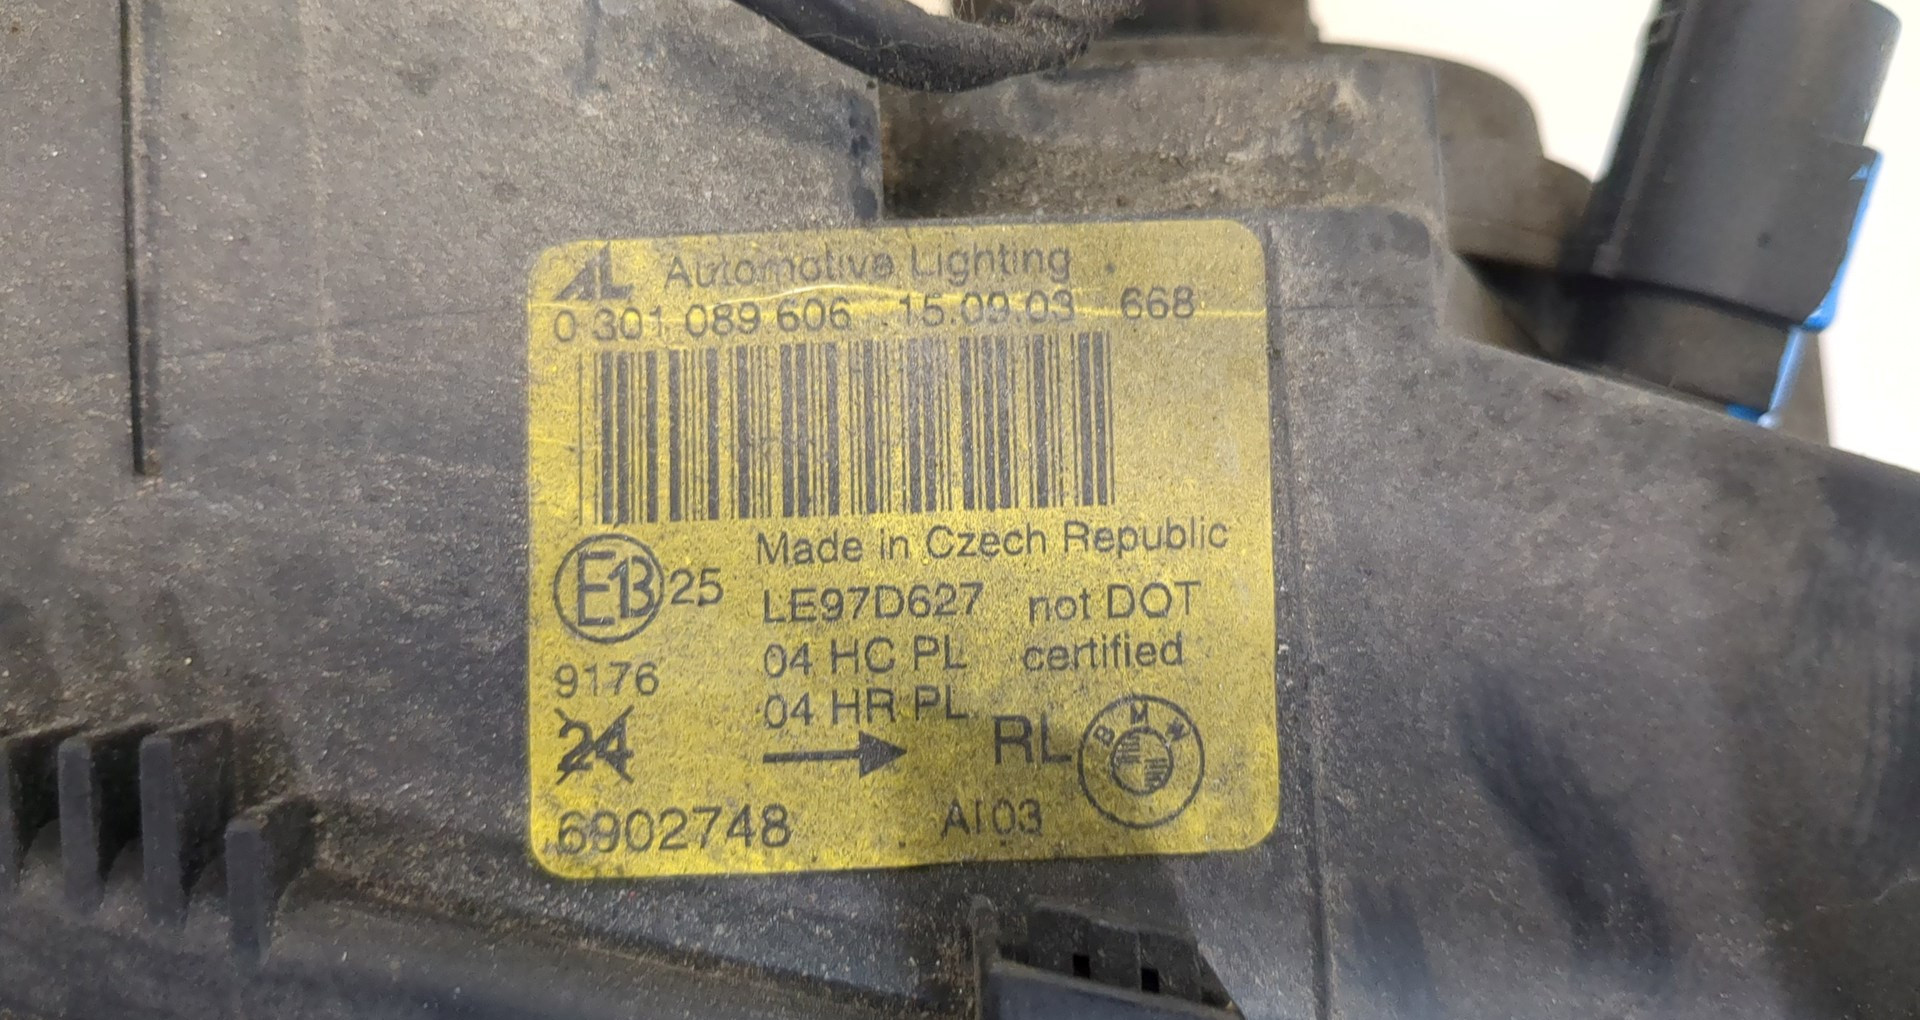 AL Automotive Lighting
0 301 089 606 15.09.03 668
Made in Czech Republic
E13 25 LE97D627 not DOT
9176 04 HC PL certified
24 04 HR PL
→ RL BMW
6902748 AI03